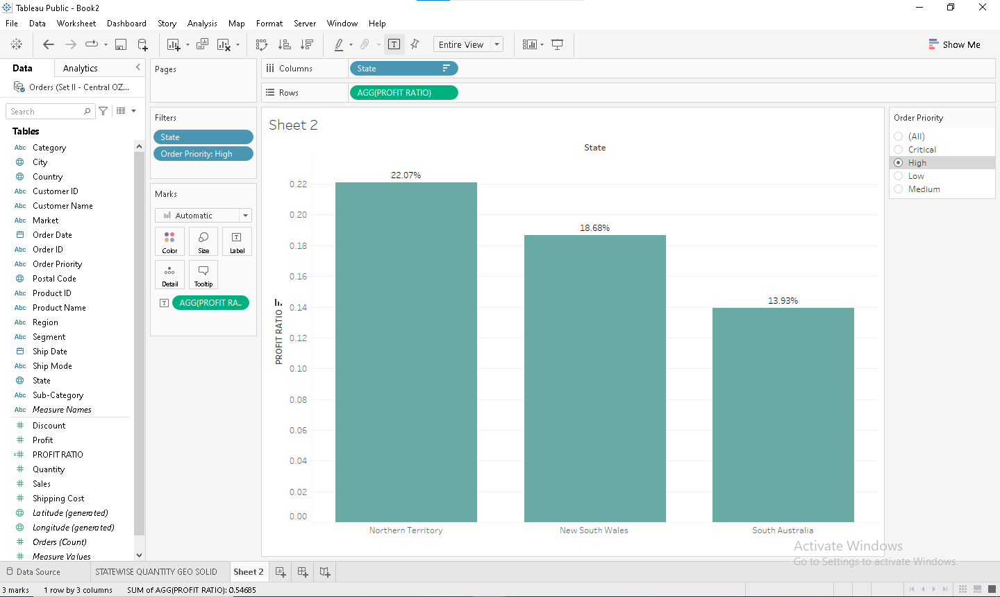 Tableau Public - Book2
File Data Worksheet Dashboard Story Analysis Map Format Server Window Help
Entire View
Show Me
Data Analytics
Orders (Set II - Central OZ...
Search
Tables
Abc Category
City
Country
Abc Customer ID
Abc Customer Name
Abc Market
Order Date
Abc Order ID
Abc Order Priority
Postal Code
Abc Product ID
Abc Product Name
Abc Region
Abc Segment
Ship Date
Abc Ship Mode
State
Abc Sub-Category
Abc Measure Names
# Discount
# Profit
=# PROFIT RATIO
# Quantity
# Sales
# Shipping Cost
Latitude (generated)
Longitude (generated)
# Orders (Count)
# Measure Values
Pages
Filters
State
Order Priority: High
Marks
Automatic
Color Size Label
Detail Tooltip
AGG(PROFIT RA..
Columns State
Rows AGG(PROFIT RATIO)
Sheet 2
State
PROFIT RATIO
0.22
0.20
0.18
0.16
0.14
0.12
0.10
0.08
0.06
0.04
0.02
0.00
22.07%
18.68%
13.93%
Northern Territory New South Wales South Australia
Order Priority
(All)
Critical
High
Low
Medium
Activate Windows
Go to Settings to activate Windows.
Data Source STATEWISE QUANTITY GEO SOLID Sheet 2
3 marks 1 row by 3 columns SUM of AGG(PROFIT RATIO): 0.54685